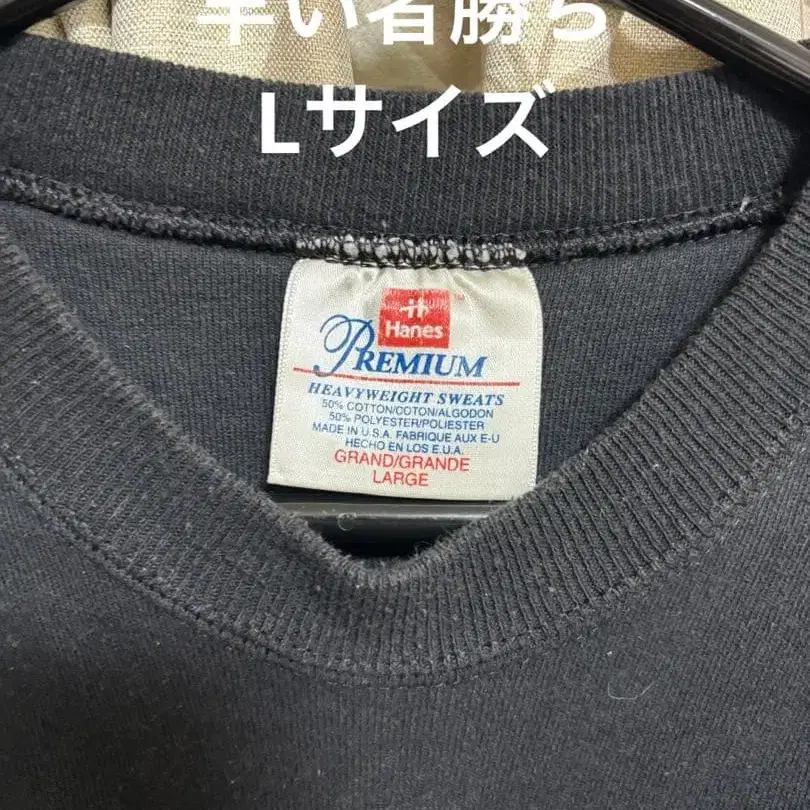 早い者勝ち
Lサイズ
Hanes
PREMIUM
HEAVYWEIGHT SWEATS
50% COTTON/COTON/ALGODON
50% POLYESTER/POLIESTER
MADE IN U.S.A. FABRIQUE AUX E-U
HECHO EN LOS E.U.A.
GRAND/GRANDE
LARGE